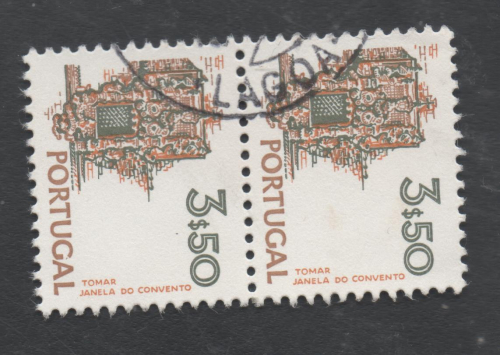 LAGOA
PORTUGAL
3$50
TOMAR
JANELA DO CONVENTO
PORTUGAL
3$50
TOMAR
JANELA DO CONVENTO